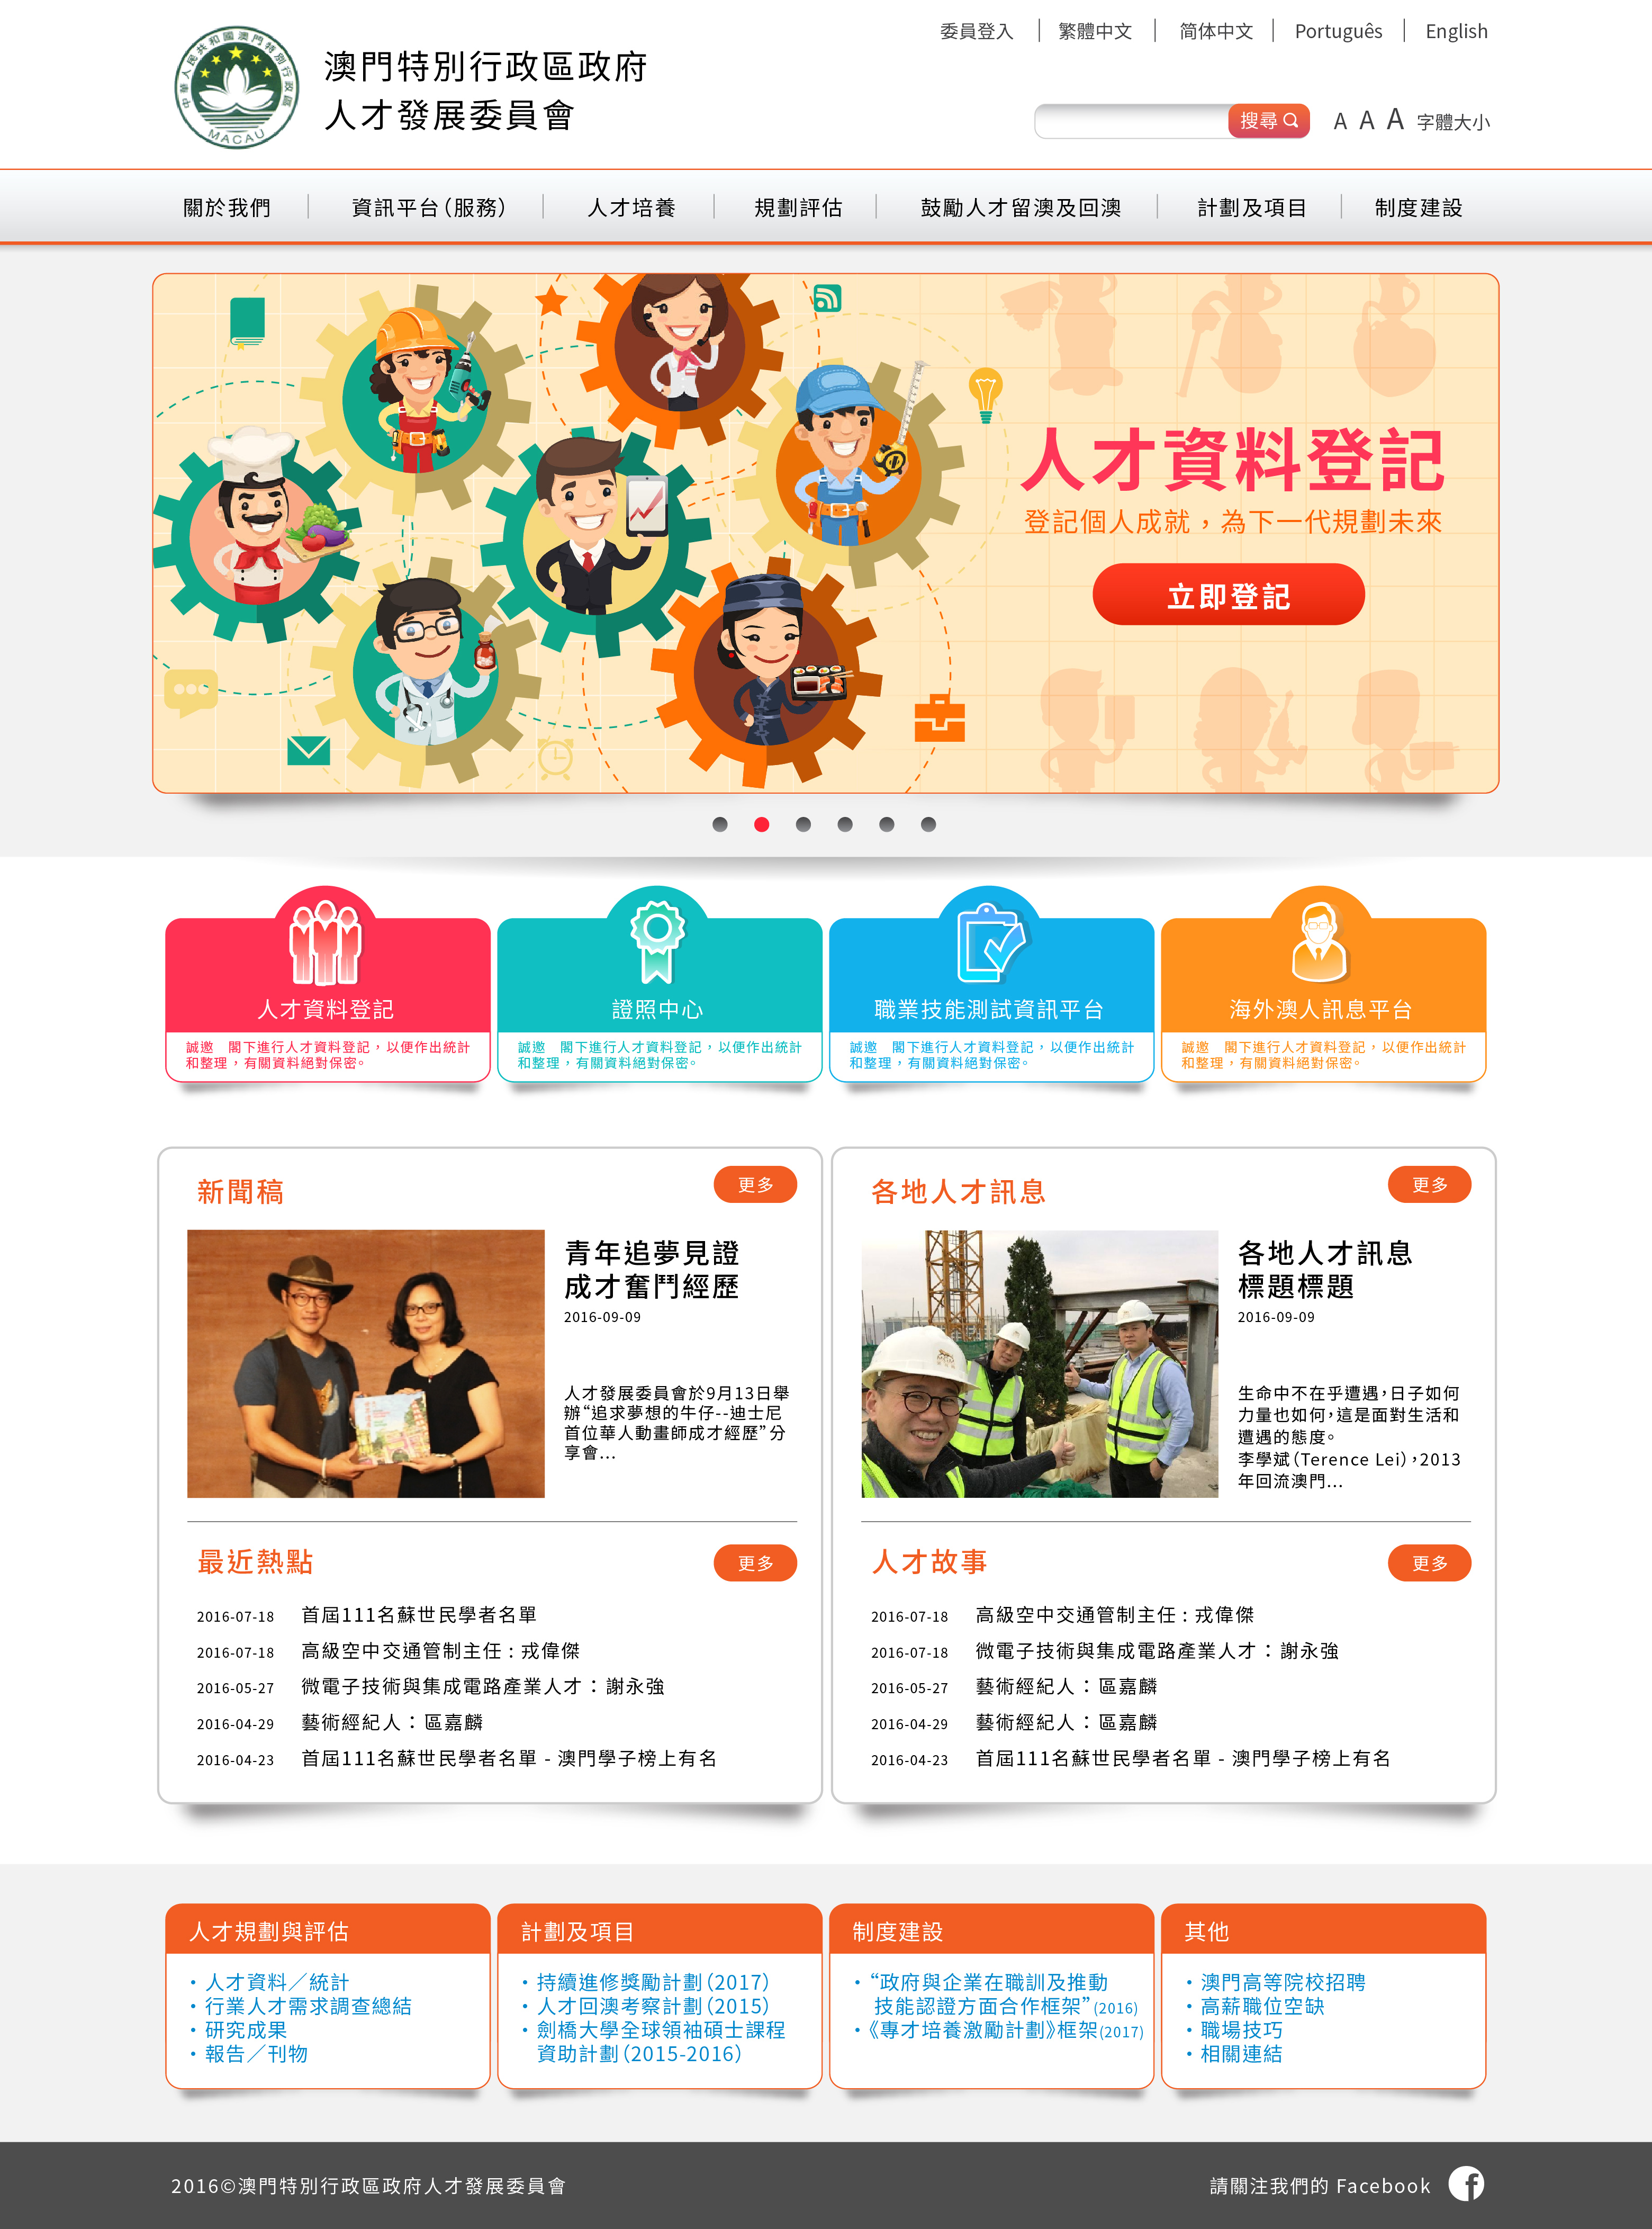 委員登入 繁體中文 简体中文 Português English
中華人民共和國澳門特別行政區
MACAU
澳門特別行政區政府
人才發展委員會
搜尋 A A A 字體大小
關於我們 資訊平台(服務) 人才培養 規劃評估 鼓勵人才留澳及回澳 計劃及項目 制度建設
人才資料登記
登記個人成就，為下一代規劃未來
立即登記
人才資料登記
誠邀　閣下進行人才資料登記，以便作出統計
和整理，有關資料絕對保密。
證照中心
誠邀　閣下進行人才資料登記，以便作出統計
和整理，有關資料絕對保密。
職業技能測試資訊平台
誠邀　閣下進行人才資料登記，以便作出統計
和整理，有關資料絕對保密。
海外澳人訊息平台
誠邀　閣下進行人才資料登記，以便作出統計
和整理，有關資料絕對保密。
新聞稿
更多
青年追夢見證
成才奮鬥經歷
2016-09-09
人才發展委員會於9月13日舉
辦“追求夢想的牛仔--迪士尼
首位華人動畫師成才經歷”分
享會...
最近熱點
更多
2016-07-18 首屆111名蘇世民學者名單
2016-07-18 高級空中交通管制主任 : 戎偉傑
2016-05-27 微電子技術與集成電路產業人才：謝永強
2016-04-29 藝術經紀人：區嘉麟
2016-04-23 首屆111名蘇世民學者名單 - 澳門學子榜上有名
各地人才訊息
更多
各地人才訊息
標題標題
2016-09-09
生命中不在乎遭遇，日子如何
力量也如何，這是面對生活和
遭遇的態度。
李學斌(Terence Lei)，2013
年回流澳門...
人才故事
更多
2016-07-18 高級空中交通管制主任 : 戎偉傑
2016-07-18 微電子技術與集成電路產業人才：謝永強
2016-05-27 藝術經紀人：區嘉麟
2016-04-29 藝術經紀人：區嘉麟
2016-04-23 首屆111名蘇世民學者名單 - 澳門學子榜上有名
人才規劃與評估
・人才資料／統計
・行業人才需求調查總結
・研究成果
・報告／刊物
計劃及項目
・持續進修獎勵計劃(2017)
・人才回澳考察計劃(2015)
・劍橋大學全球領袖碩士課程
資助計劃(2015-2016)
制度建設
・“政府與企業在職訓及推動
技能認證方面合作框架”(2016)
・《專才培養激勵計劃》框架(2017)
其他
・澳門高等院校招聘
・高薪職位空缺
・職場技巧
・相關連結
2016©澳門特別行政區政府人才發展委員會
請關注我們的 Facebook